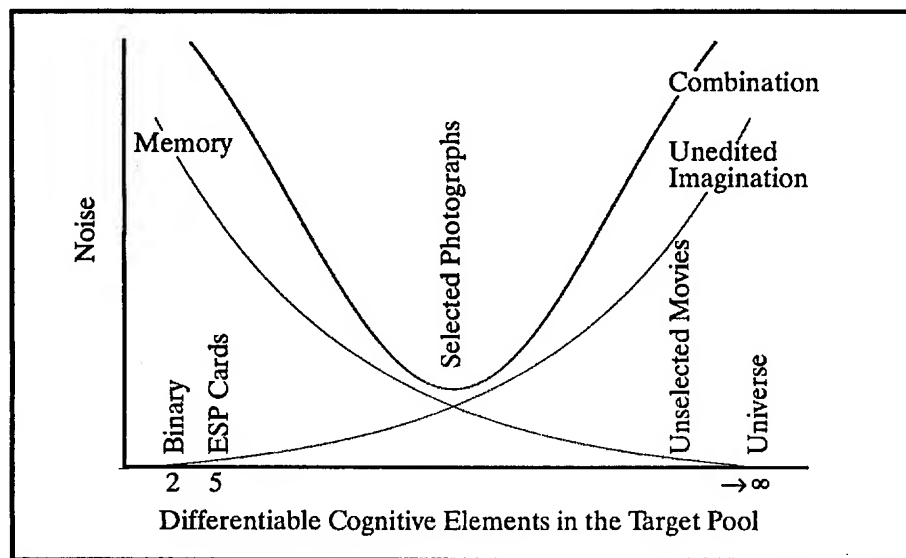 Combination
Memory
Unedited
Imagination
Noise
Binary
ESP Cards
Selected Photographs
Unselected Movies
Universe
2 5 → ∞
Differentiable Cognitive Elements in the Target Pool